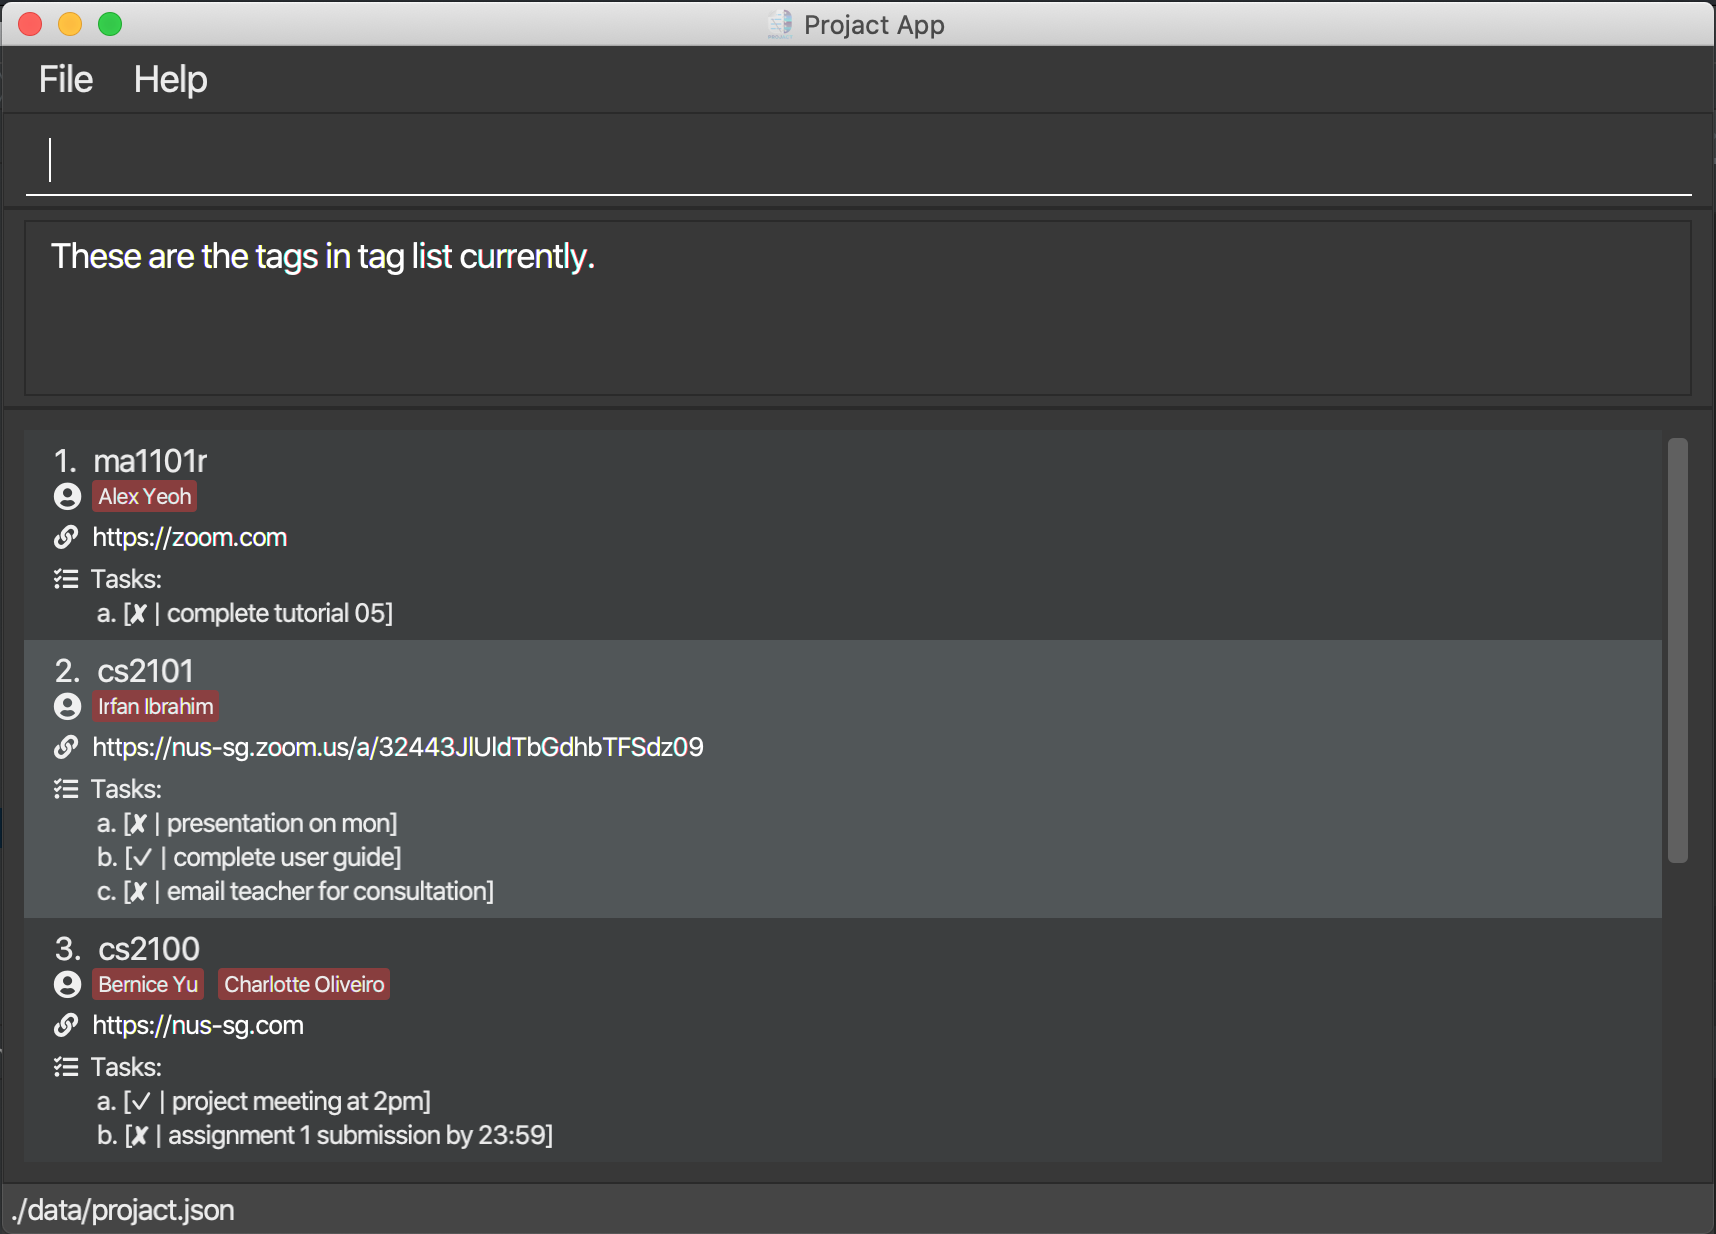 Projact App
File Help
These are the tags in tag list currently.
1. ma1101r
Alex Yeoh
https://zoom.com
Tasks:
a. [✗ | complete tutorial 05]
2. cs2101
Irfan Ibrahim
https://nus-sg.zoom.us/a/32443JlUldTbGdhbTFSdz09
Tasks:
a. [✗ | presentation on mon]
b. [✓ | complete user guide]
c. [✗ | email teacher for consultation]
3. cs2100
Bernice Yu Charlotte Oliveiro
https://nus-sg.com
Tasks:
a. [✓ | project meeting at 2pm]
b. [✗ | assignment 1 submission by 23:59]
./data/projact.json